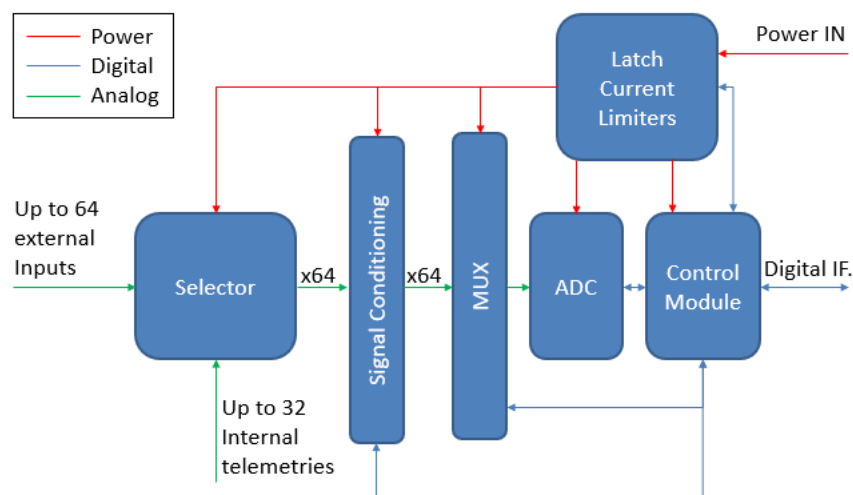 Power
Digital
Analog
Latch
Current
Limiters
Power IN
Up to 64
external
Inputs
Selector
x64
Signal Conditioning
x64
MUX
ADC
Control
Module
Digital IF.
Up to 32
Internal
telemetries